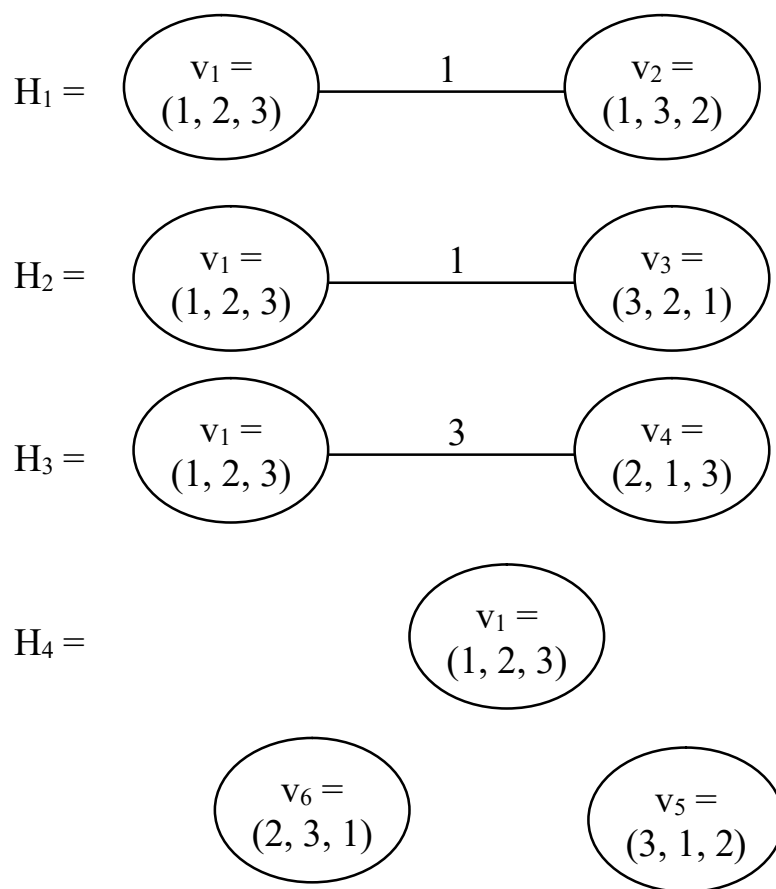 H₁ =
v₁ =
(1, 2, 3)
1
v₂ =
(1, 3, 2)
H₂ =
v₁ =
(1, 2, 3)
1
v₃ =
(3, 2, 1)
H₃ =
v₁ =
(1, 2, 3)
3
v₄ =
(2, 1, 3)
H₄ =
v₁ =
(1, 2, 3)
v₆ =
(2, 3, 1)
v₅ =
(3, 1, 2)